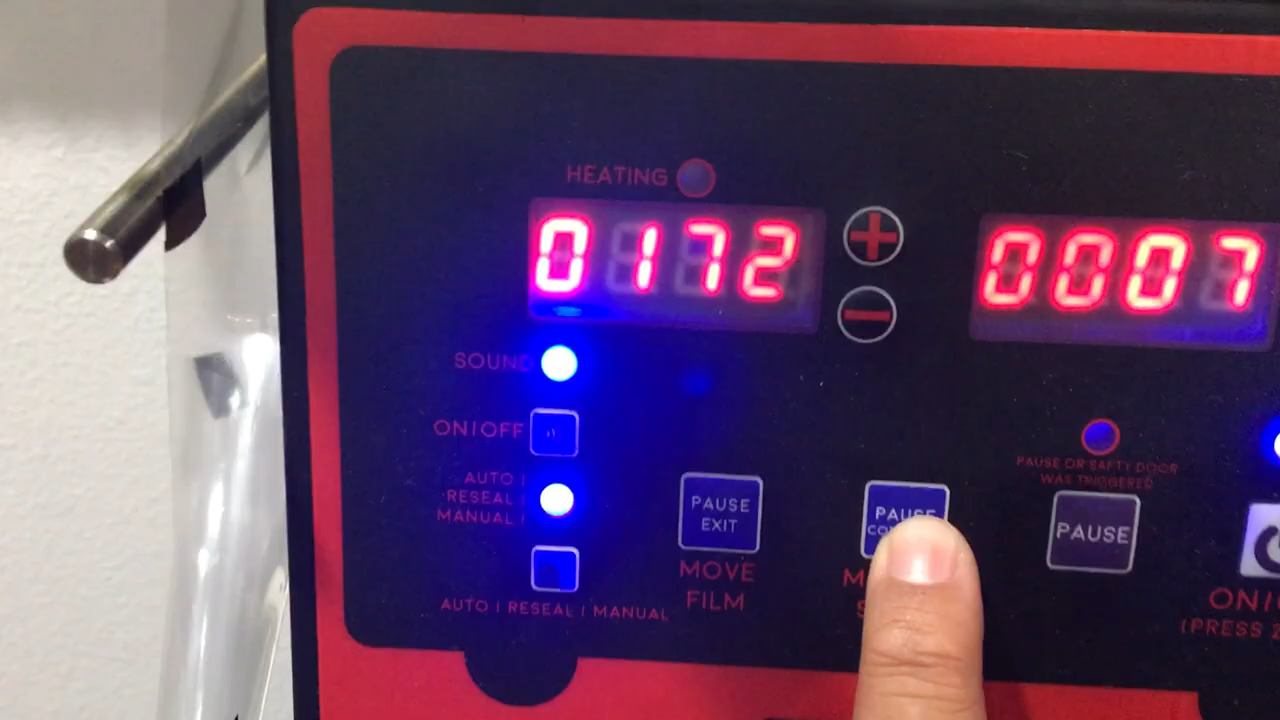 HEATING
0172
0007
SOUND
ON|OFF
AUTO |
RESEAL |
MANUAL |
AUTO | RESEAL | MANUAL
PAUSE
EXIT
MOVE
FILM
PAUSE
PAUSE OR SAFTY DOOR
WAS TRIGGERED
PAUSE
(PRESS